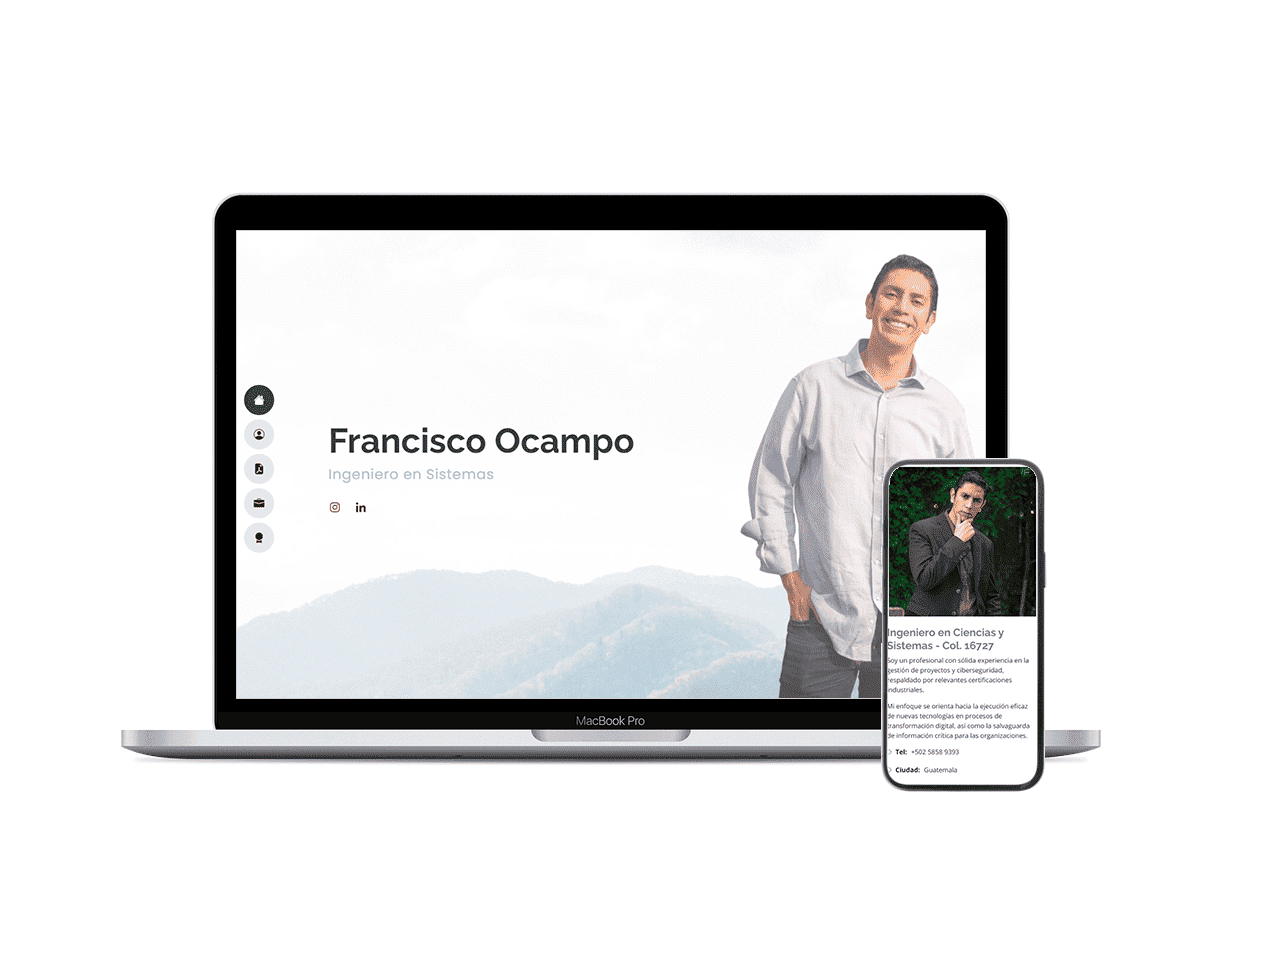 Francisco Ocampo
Ingeniero en Sistemas
MacBook Pro
Ingeniero en Ciencias y
Sistemas - Col. 16727
Soy un profesional con sólida experiencia en la
gestión de proyectos y ciberseguridad,
respaldado por relevantes certificaciones
industriales.
Mi enfoque se orienta hacia la ejecución eficaz
de nuevas tecnologías en procesos de
transformación digital, así como la salvaguarda
de información crítica para las organizaciones.
Tel: +502 5858 9393
Ciudad: Guatemala